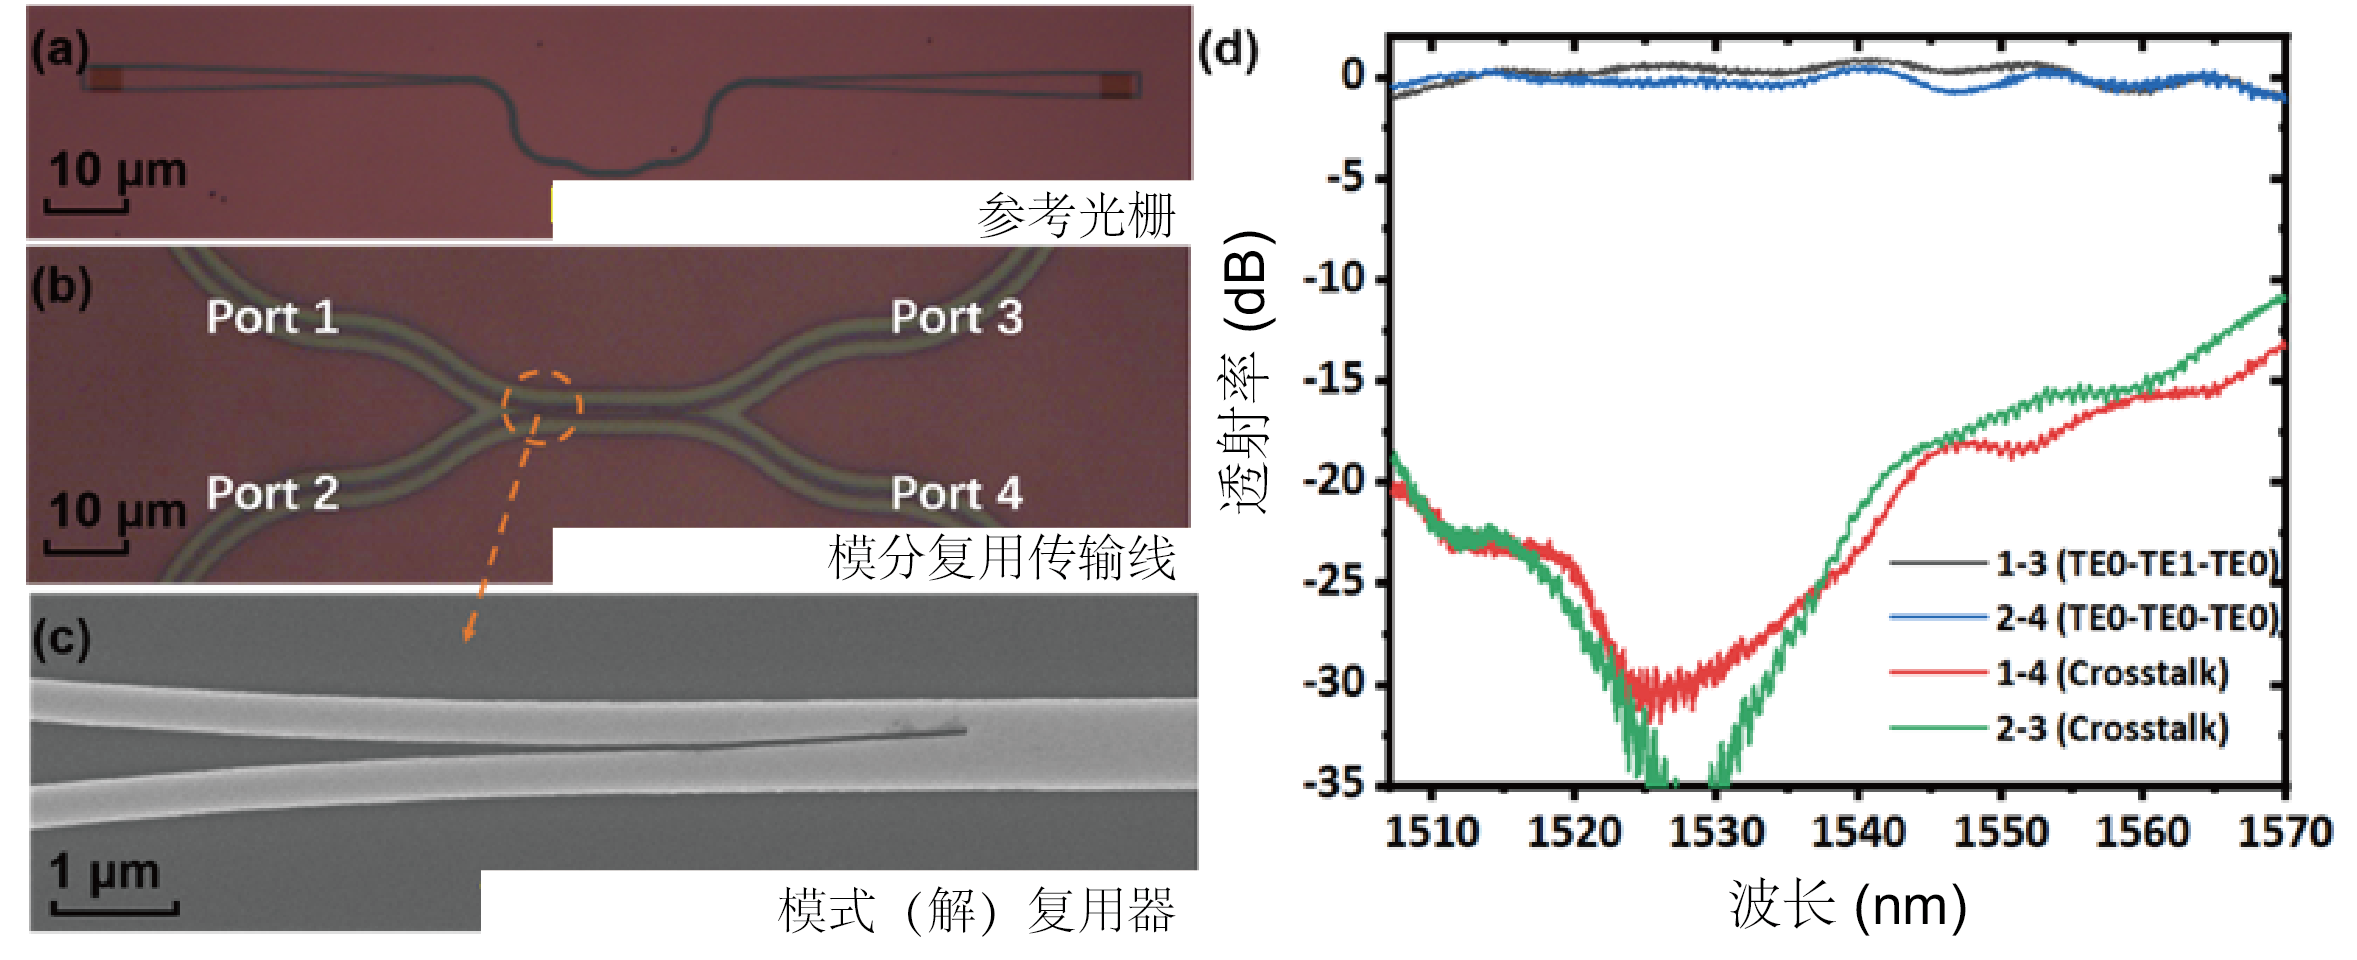 (a)
10 μm
参考光栅
(b)
Port 1
Port 3
Port 2
Port 4
10 μm
模分复用传输线
(c)
1 μm
模式（解）复用器
(d)
透射率 (dB)
0
-5
-10
-15
-20
-25
-30
-35
1-3 (TE0-TE1-TE0)
2-4 (TE0-TE0-TE0)
1-4 (Crosstalk)
2-3 (Crosstalk)
1510 1520 1530 1540 1550 1560 1570
波长 (nm)